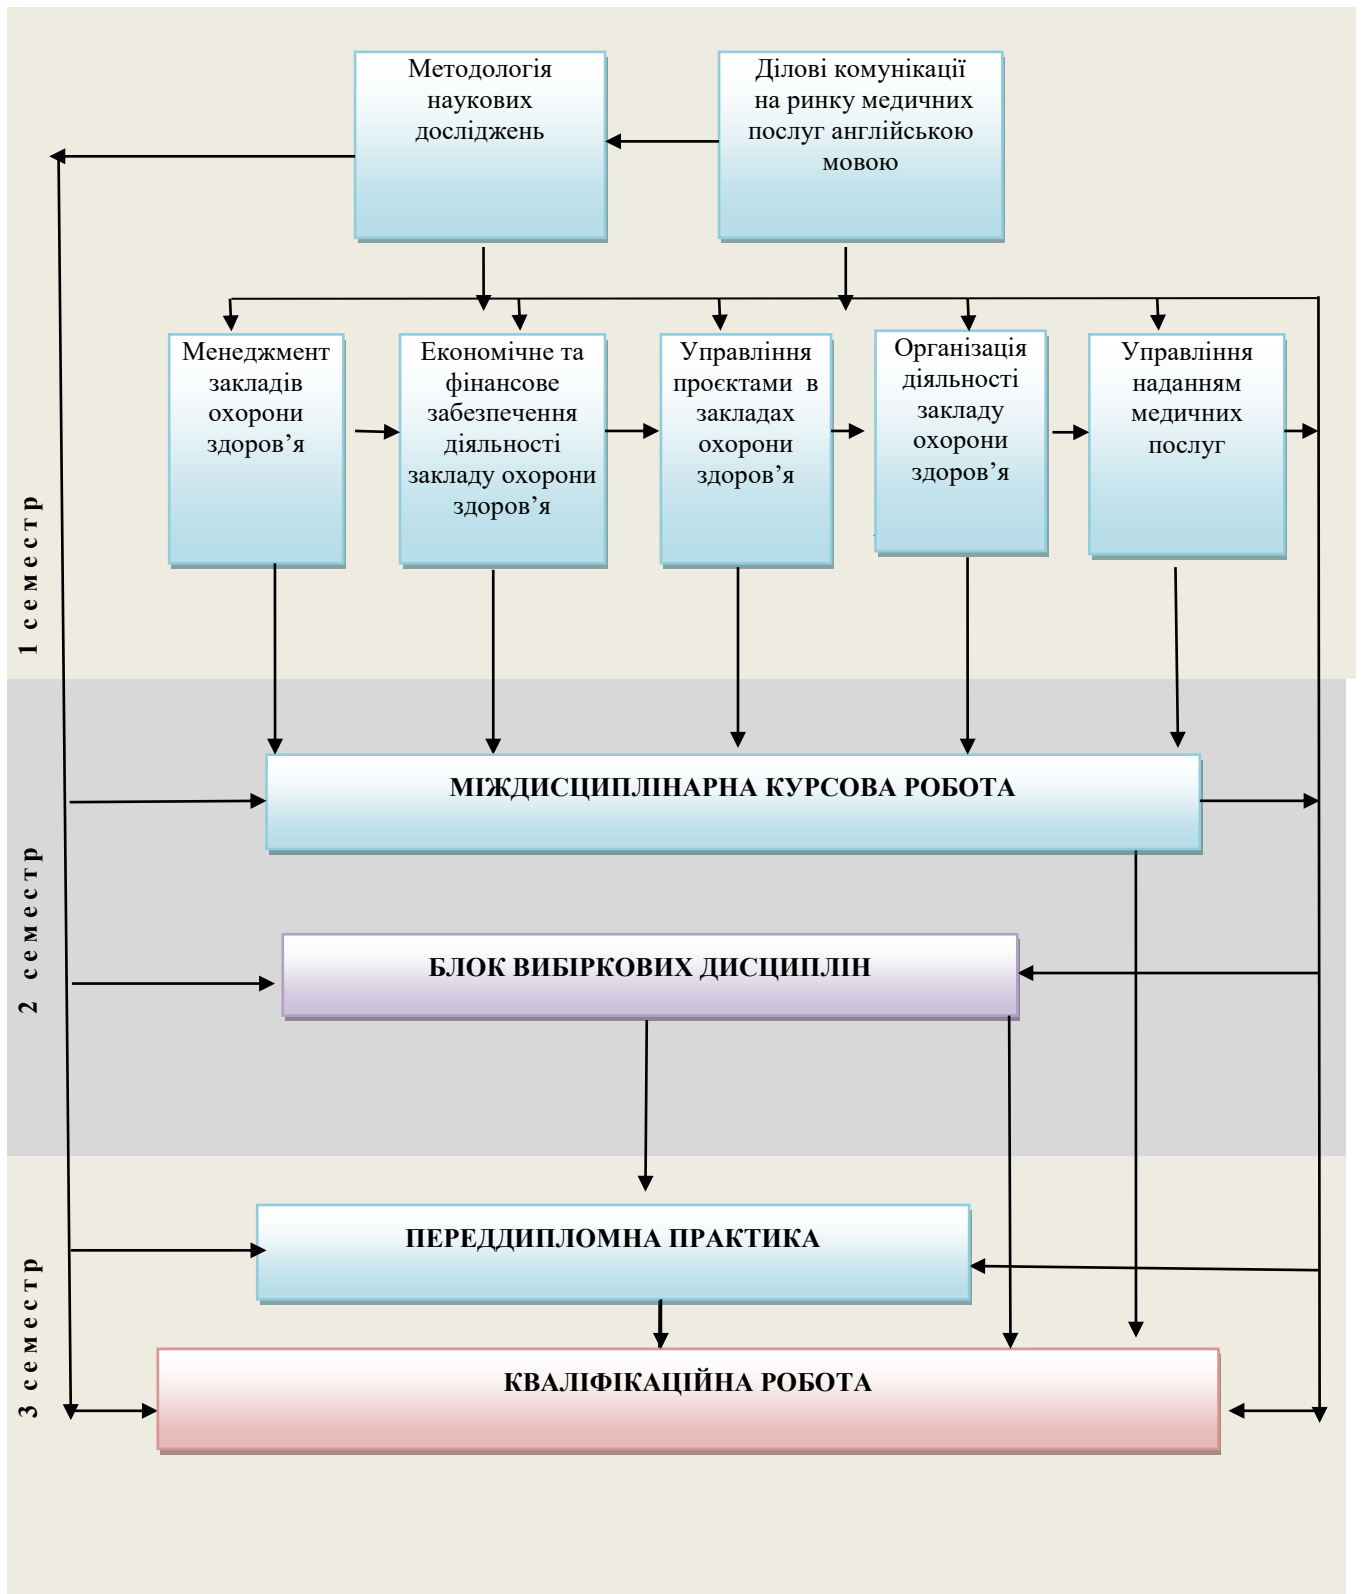 Методологія
наукових
досліджень
Ділові комунікації
на ринку медичних
послуг англійською
мовою
Менеджмент
закладів
охорони
здоров’я
Економічне та
фінансове
забезпечення
діяльності
закладу охорони
здоров’я
Управління
проєктами в
закладах
охорони
здоров’я
Організація
діяльності
закладу
охорони
здоров’я
Управління
наданням
медичних
послуг
1 семестр
МІЖДИСЦИПЛІНАРНА КУРСОВА РОБОТА
2 семестр
БЛОК ВИБІРКОВИХ ДИСЦИПЛІН
ПЕРЕДДИПЛОМНА ПРАКТИКА
3 семестр
КВАЛІФІКАЦІЙНА РОБОТА